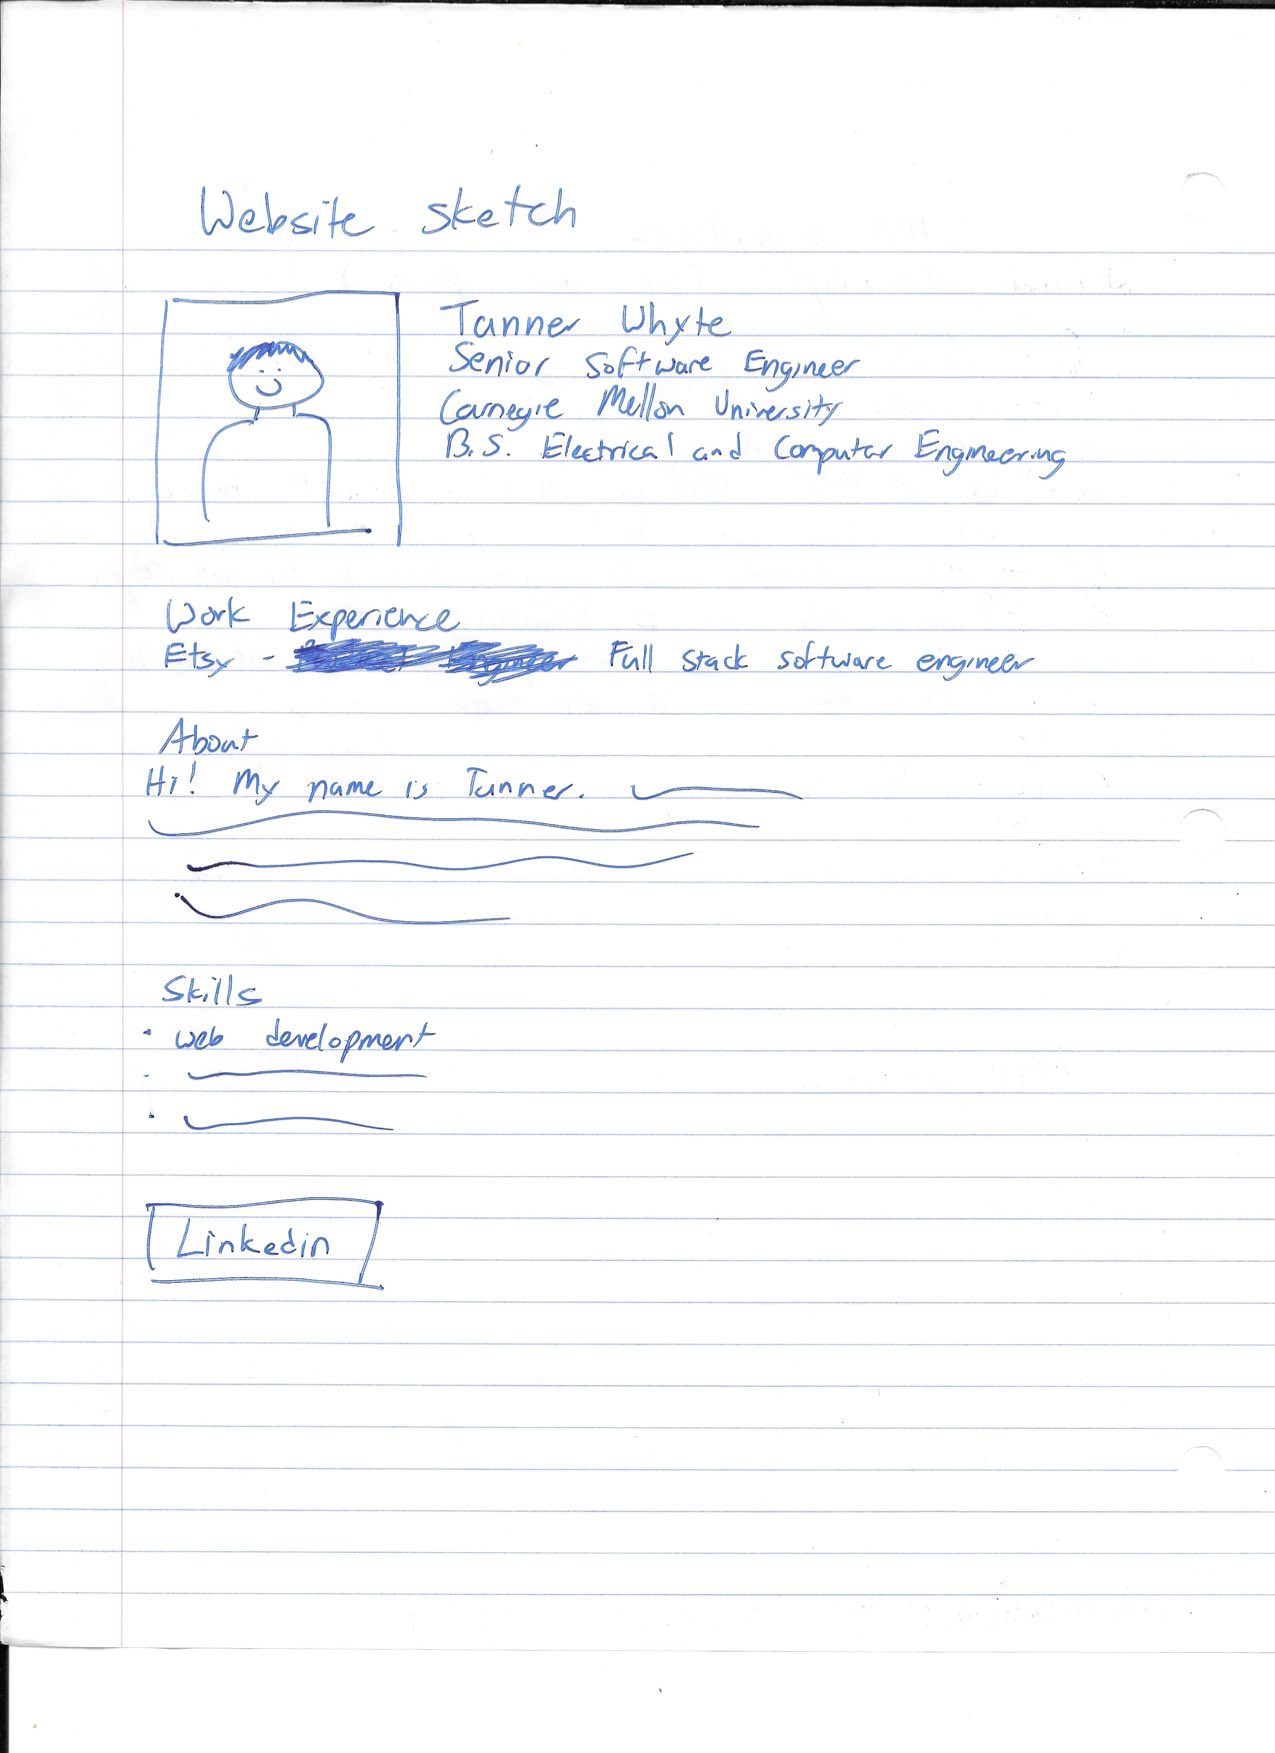 Website sketch
Tanner Whyte
Senior Software Engineer
Carnegie Mellon University
B.S. Electrical and Computer Engineering
Work Experience
Etsy - Full stack software engineer
About
Hi! My name is Tanner.
Skills
• web development
Linkedin